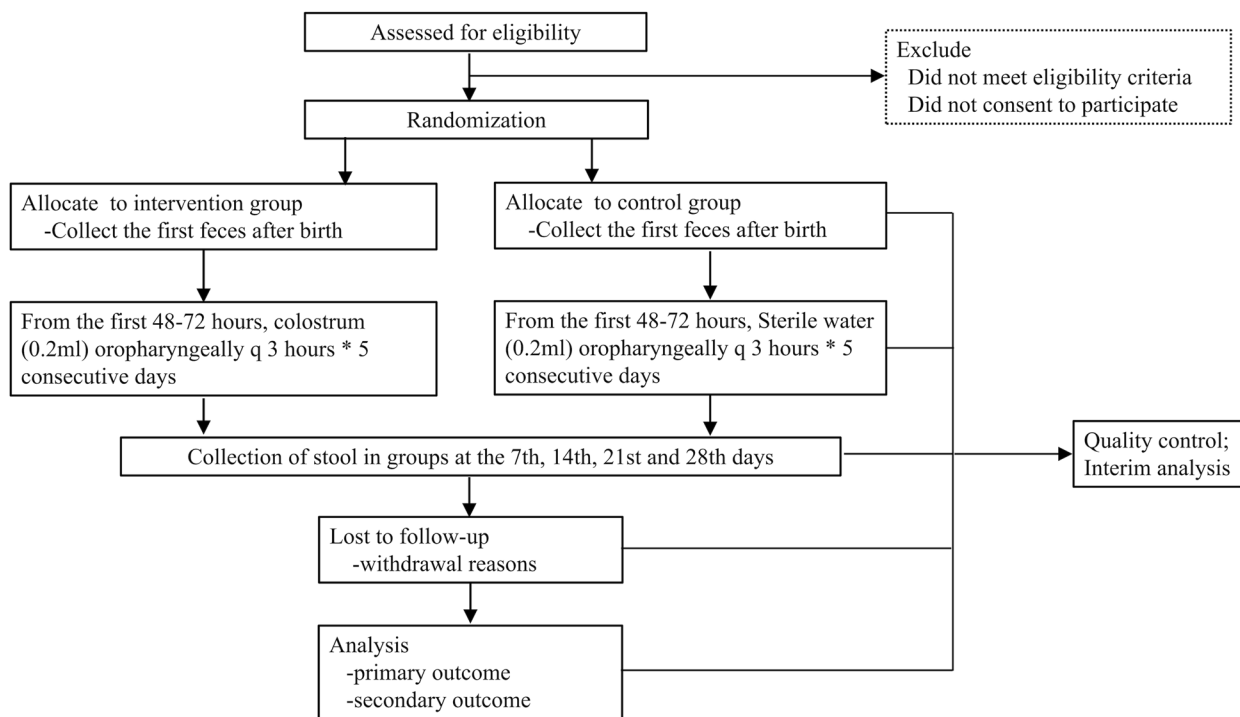 Assessed for eligibility
Exclude
Did not meet eligibility criteria
Did not consent to participate
Randomization
Allocate to intervention group
-Collect the first feces after birth
Allocate to control group
-Collect the first feces after birth
From the first 48-72 hours, colostrum
(0.2ml) oropharyngeally q 3 hours * 5
consecutive days
From the first 48-72 hours, Sterile water
(0.2ml) oropharyngeally q 3 hours * 5
consecutive days
Collection of stool in groups at the 7th, 14th, 21st and 28th days
Quality control;
Interim analysis
Lost to follow-up
-withdrawal reasons
Analysis
-primary outcome
-secondary outcome